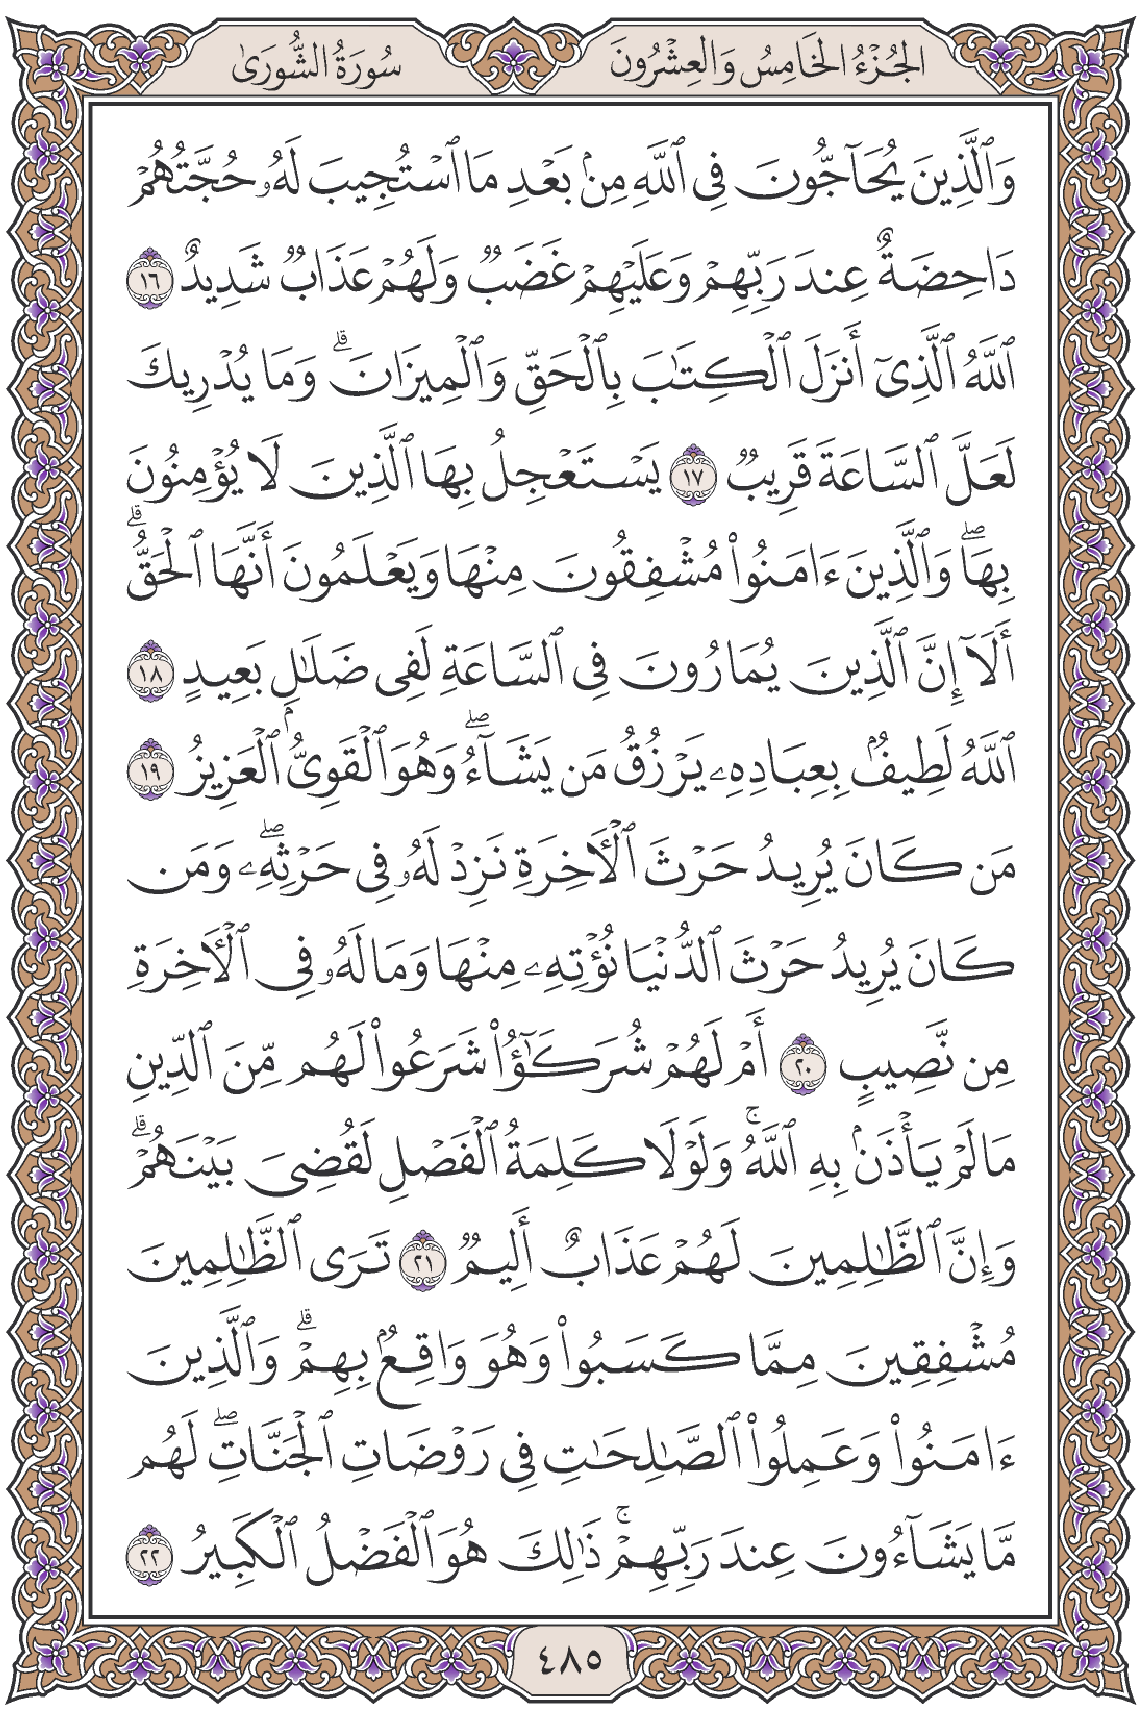 الجُزْءُ الخَامِسُ وَالعِشْرُونَ
سُورَةُ الشُّورَىٰ
وَٱلَّذِينَ يُحَآجُّونَ فِى ٱللَّهِ مِنۢ بَعْدِ مَا ٱسْتُجِيبَ لَهُۥ حُجَّتُهُمْ
دَاحِضَةٌ عِندَ رَبِّهِمْ وَعَلَيْهِمْ غَضَبٌ وَلَهُمْ عَذَابٌ شَدِيدٌ ١٦
ٱللَّهُ ٱلَّذِىٓ أَنزَلَ ٱلْكِتَٰبَ بِٱلْحَقِّ وَٱلْمِيزَانَ ۗ وَمَا يُدْرِيكَ
لَعَلَّ ٱلسَّاعَةَ قَرِيبٌ ١٧ يَسْتَعْجِلُ بِهَا ٱلَّذِينَ لَا يُؤْمِنُونَ
بِهَا ۖ وَٱلَّذِينَ ءَامَنُوا۟ مُشْفِقُونَ مِنْهَا وَيَعْلَمُونَ أَنَّهَا ٱلْحَقُّ ۗ
أَلَآ إِنَّ ٱلَّذِينَ يُمَارُونَ فِى ٱلسَّاعَةِ لَفِى ضَلَٰلٍۭ بَعِيدٍ ١٨
ٱللَّهُ لَطِيفٌۢ بِعِبَادِهِۦ يَرْزُقُ مَن يَشَآءُ ۖ وَهُوَ ٱلْقَوِىُّ ٱلْعَزِيزُ ١٩
مَن كَانَ يُرِيدُ حَرْثَ ٱلْءَاخِرَةِ نَزِدْ لَهُۥ فِى حَرْثِهِۦ ۖ وَمَن
كَانَ يُرِيدُ حَرْثَ ٱلدُّنْيَا نُؤْتِهِۦ مِنْهَا وَمَا لَهُۥ فِى ٱلْءَاخِرَةِ
مِن نَّصِيبٍ ٢٠ أَمْ لَهُمْ شُرَكَٰٓؤُا۟ شَرَعُوا۟ لَهُم مِّنَ ٱلدِّينِ
مَا لَمْ يَأْذَنۢ بِهِ ٱللَّهُ ۚ وَلَوْلَا كَلِمَةُ ٱلْفَصْلِ لَقُضِىَ بَيْنَهُمْ ۗ
وَإِنَّ ٱلظَّٰلِمِينَ لَهُمْ عَذَابٌ أَلِيمٌ ٢١ تَرَى ٱلظَّٰلِمِينَ
مُشْفِقِينَ مِمَّا كَسَبُوا۟ وَهُوَ وَاقِعٌۢ بِهِمْ ۗ وَٱلَّذِينَ
ءَامَنُوا۟ وَعَمِلُوا۟ ٱلصَّٰلِحَٰتِ فِى رَوْضَاتِ ٱلْجَنَّاتِ ۖ لَهُم
مَّا يَشَآءُونَ عِندَ رَبِّهِمْ ۚ ذَٰلِكَ هُوَ ٱلْفَضْلُ ٱلْكَبِيرُ ٢٢
٤٨٥